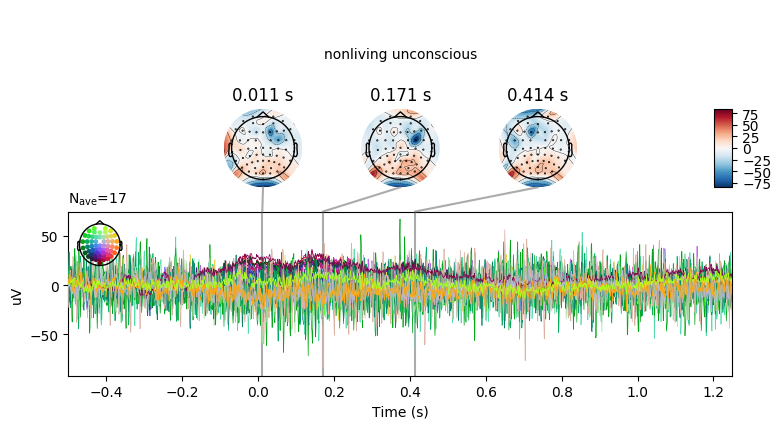 nonliving unconscious
0.011 s 0.171 s 0.414 s
75
50
25
0
−25
−50
−75
Nave=17
50
0
−50
uV
−0.4 −0.2 0.0 0.2 0.4 0.6 0.8 1.0 1.2
Time (s)